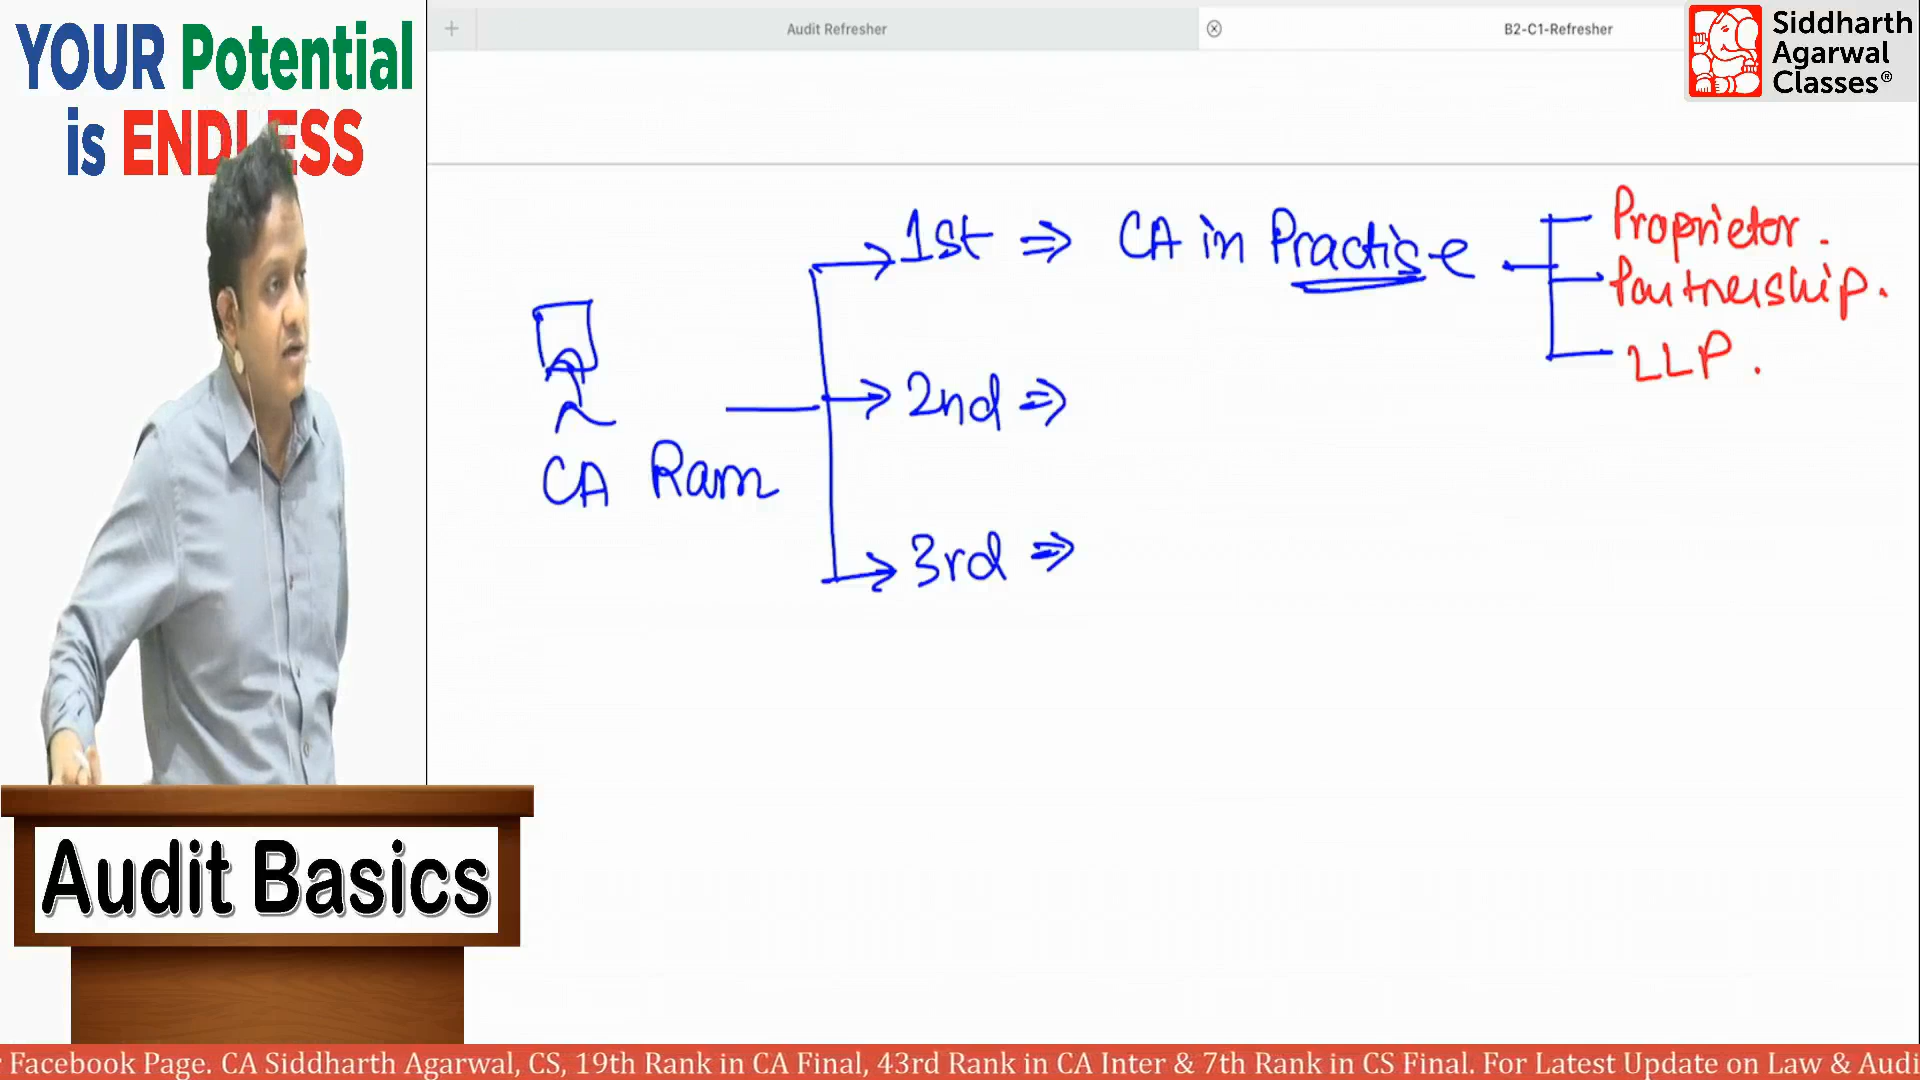 YOUR Potential
is ENDLESS
Audit Refresher
B2-C1-Refresher
Siddharth
Agarwal
Classes®
1st ⇒ CA in Practise
Proprietor.
Partnership.
LLP.
2nd ⇒
CA Ram
3rd ⇒
Audit Basics
Facebook Page. CA Siddharth Agarwal, CS, 19th Rank in CA Final, 43rd Rank in CA Inter & 7th Rank in CS Final. For Latest Update on Law & Audi